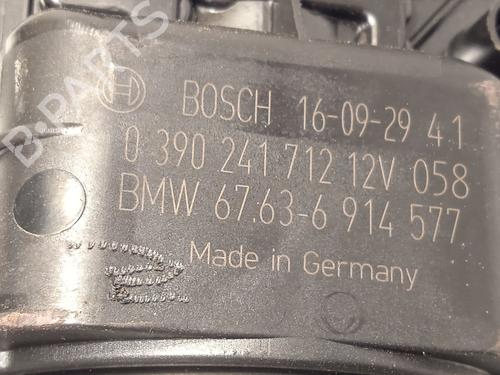 BOSCH 16-09-29 41
0 390 241 712 12V 058
BMW 67.63-6 914 577
Made in Germany
B-PARTS